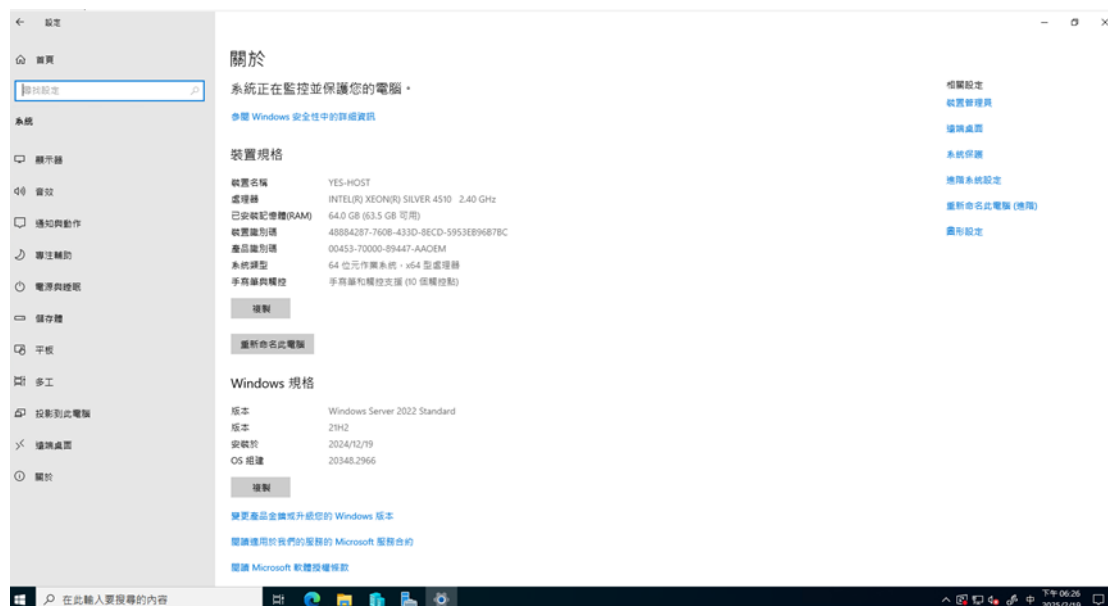 設定
首頁
尋找設定
系統
顯示器
音效
通知與動作
專注輔助
電源與睡眠
儲存體
平板
多工
投影到此電腦
遠端桌面
關於
關於
系統正在監控並保護您的電腦。
參閱 Windows 安全性中的詳細資訊
裝置規格
裝置名稱 YES-HOST
處理器 INTEL(R) XEON(R) SILVER 4510 2.40 GHz
已安裝記憶體(RAM) 64.0 GB (63.5 GB 可用)
裝置識別碼 48884287-760B-433D-8ECD-5953EB96B7BC
產品識別碼 00453-70000-89447-AAOEM
系統類型 64 位元作業系統，x64 型處理器
手寫筆與觸控 手寫筆和觸控支援 (10 個觸控點)
複製
重新命名此電腦
Windows 規格
版本 Windows Server 2022 Standard
版本 21H2
安裝於 2024/12/19
OS 組建 20348.2966
複製
變更產品金鑰或升級您的 Windows 版本
閱讀適用於我們的服務的 Microsoft 服務合約
閱讀 Microsoft 軟體授權條款
相關設定
裝置管理員
遠端桌面
系統保護
進階系統設定
重新命名此電腦 (進階)
圖形設定
在此輸入要搜尋的內容
中
下午 06:26
2025/2/19